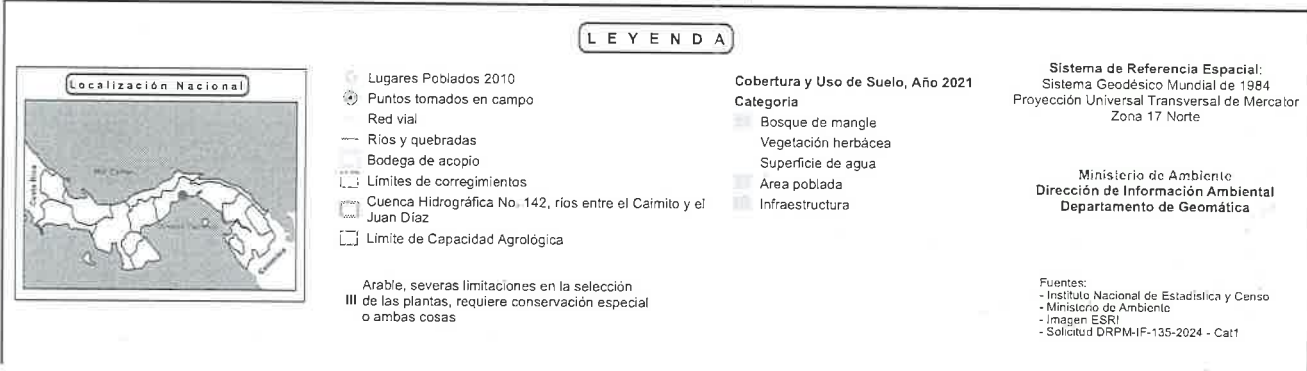 LEYENDA
Localización Nacional
Costa Rica
Mar Caribe
Colombia
Lugares Poblados 2010
Puntos tomados en campo
Red vial
Ríos y quebradas
Bodega de acopio
Límites de corregimientos
Cuenca Hidrográfica No. 142, ríos entre el Caimito y el
Juan Díaz
Límite de Capacidad Agrológica
Arable, severas limitaciones en la selección
III de las plantas, requiere conservación especial
o ambas cosas
Cobertura y Uso de Suelo, Año 2021
Categoría
Bosque de mangle
Vegetación herbácea
Superficie de agua
Área poblada
Infraestructura
Sistema de Referencia Espacial:
Sistema Geodésico Mundial de 1984
Proyección Universal Transversal de Mercator
Zona 17 Norte
Ministerio de Ambiente
Dirección de Información Ambiental
Departamento de Geomática
Fuentes:
- Instituto Nacional de Estadística y Censo
- Ministerio de Ambiente
- Imagen ESRI
- Solicitud DRPM-IF-135-2024 - Cat1